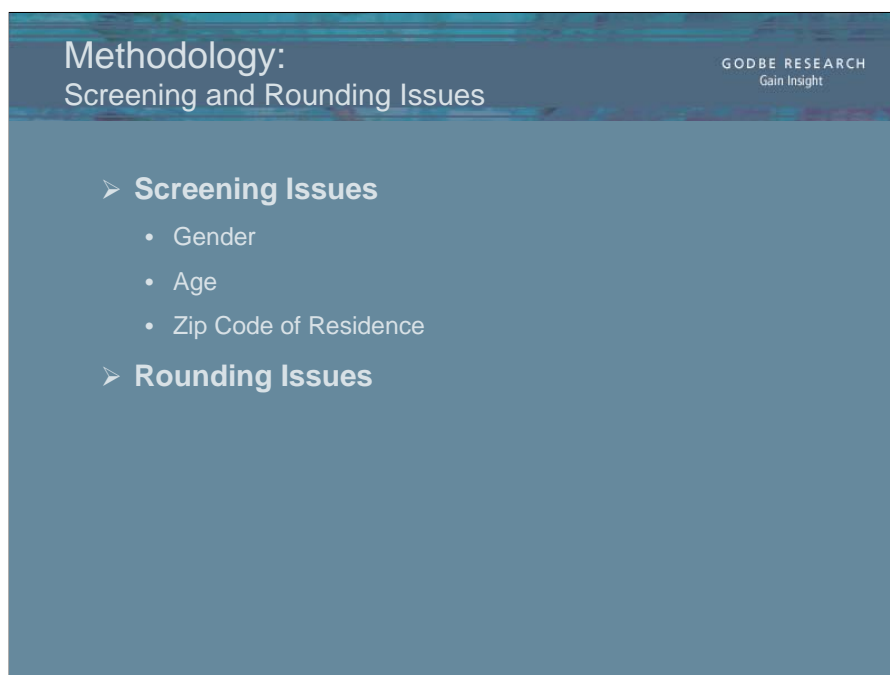 Methodology:
Screening and Rounding Issues
GODBE RESEARCH
Gain Insight
➢ Screening Issues
• Gender
• Age
• Zip Code of Residence
➢ Rounding Issues